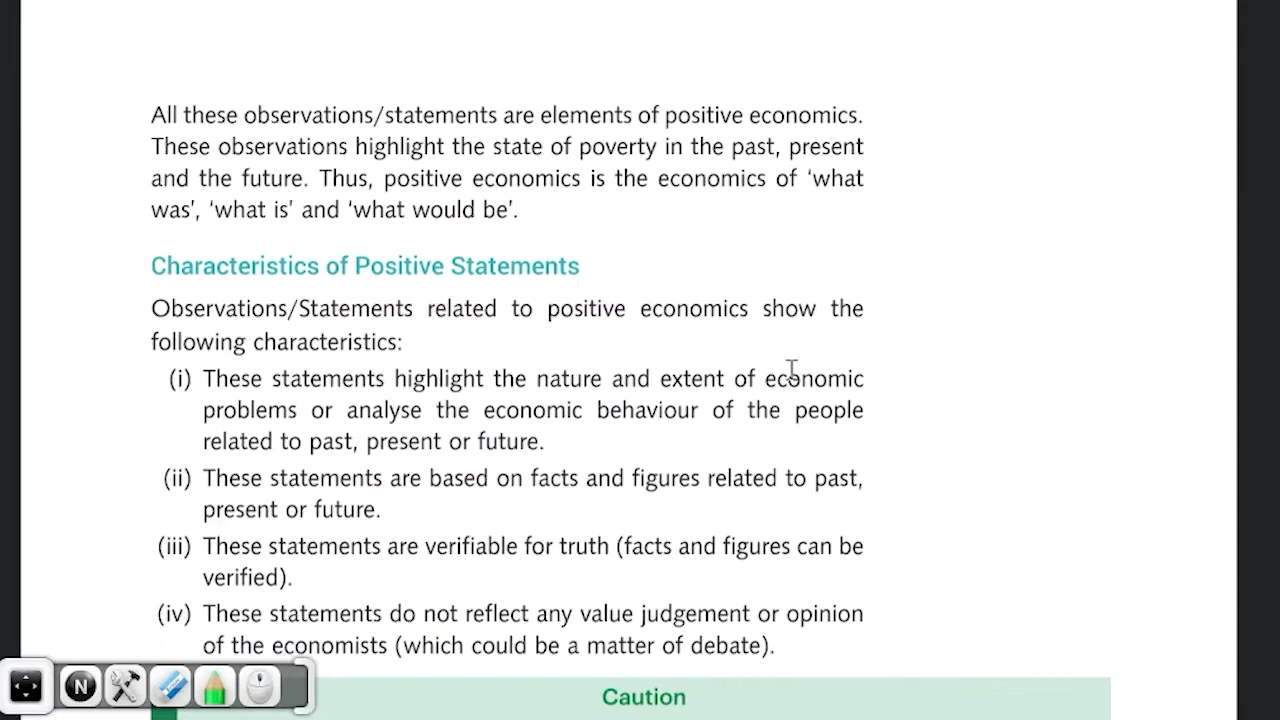 All these observations/statements are elements of positive economics.
These observations highlight the state of poverty in the past, present
and the future. Thus, positive economics is the economics of ‘what
was’, ‘what is’ and ‘what would be’.
Characteristics of Positive Statements
Observations/Statements related to positive economics show the
following characteristics:
(i) These statements highlight the nature and extent of economic
problems or analyse the economic behaviour of the people
related to past, present or future.
(ii) These statements are based on facts and figures related to past,
present or future.
(iii) These statements are verifiable for truth (facts and figures can be
verified).
(iv) These statements do not reflect any value judgement or opinion
of the economists (which could be a matter of debate).
N
Caution